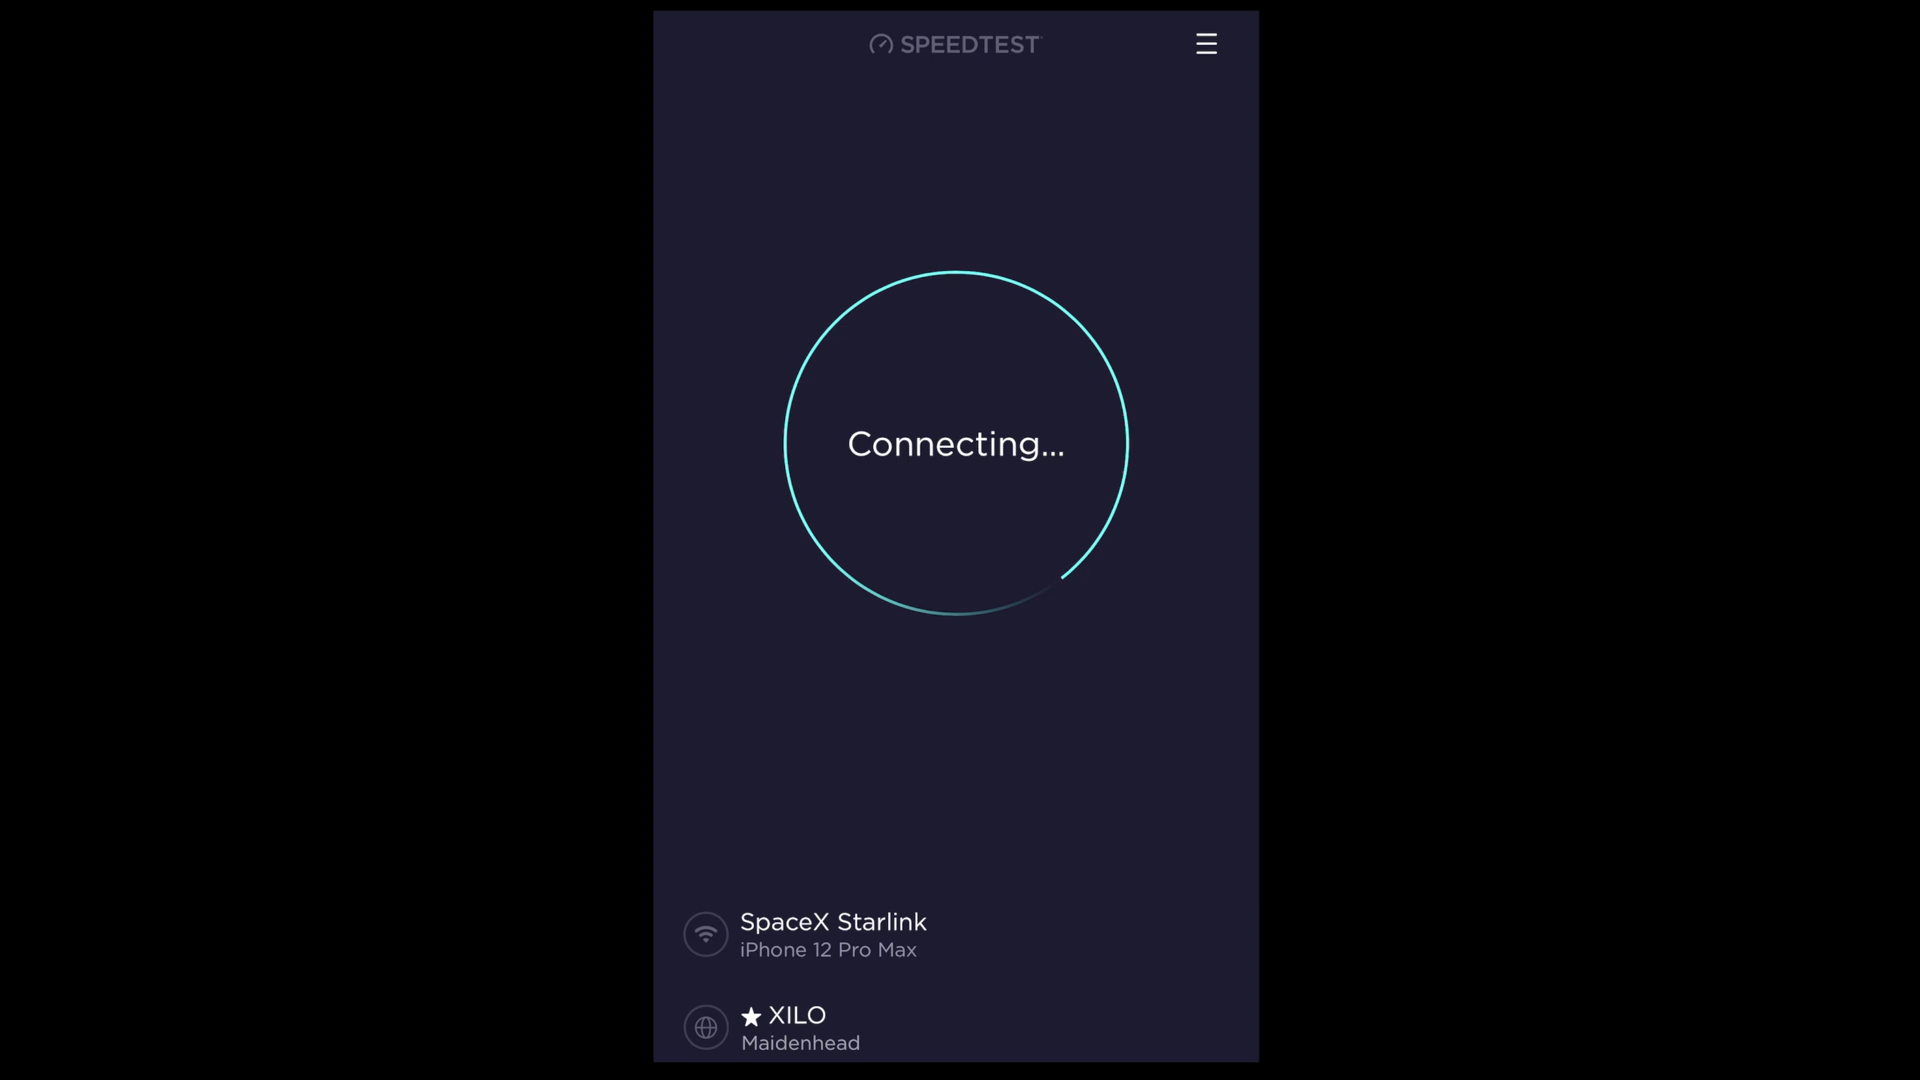 SPEEDTEST
Connecting...
SpaceX Starlink
iPhone 12 Pro Max
★ XILO
Maidenhead